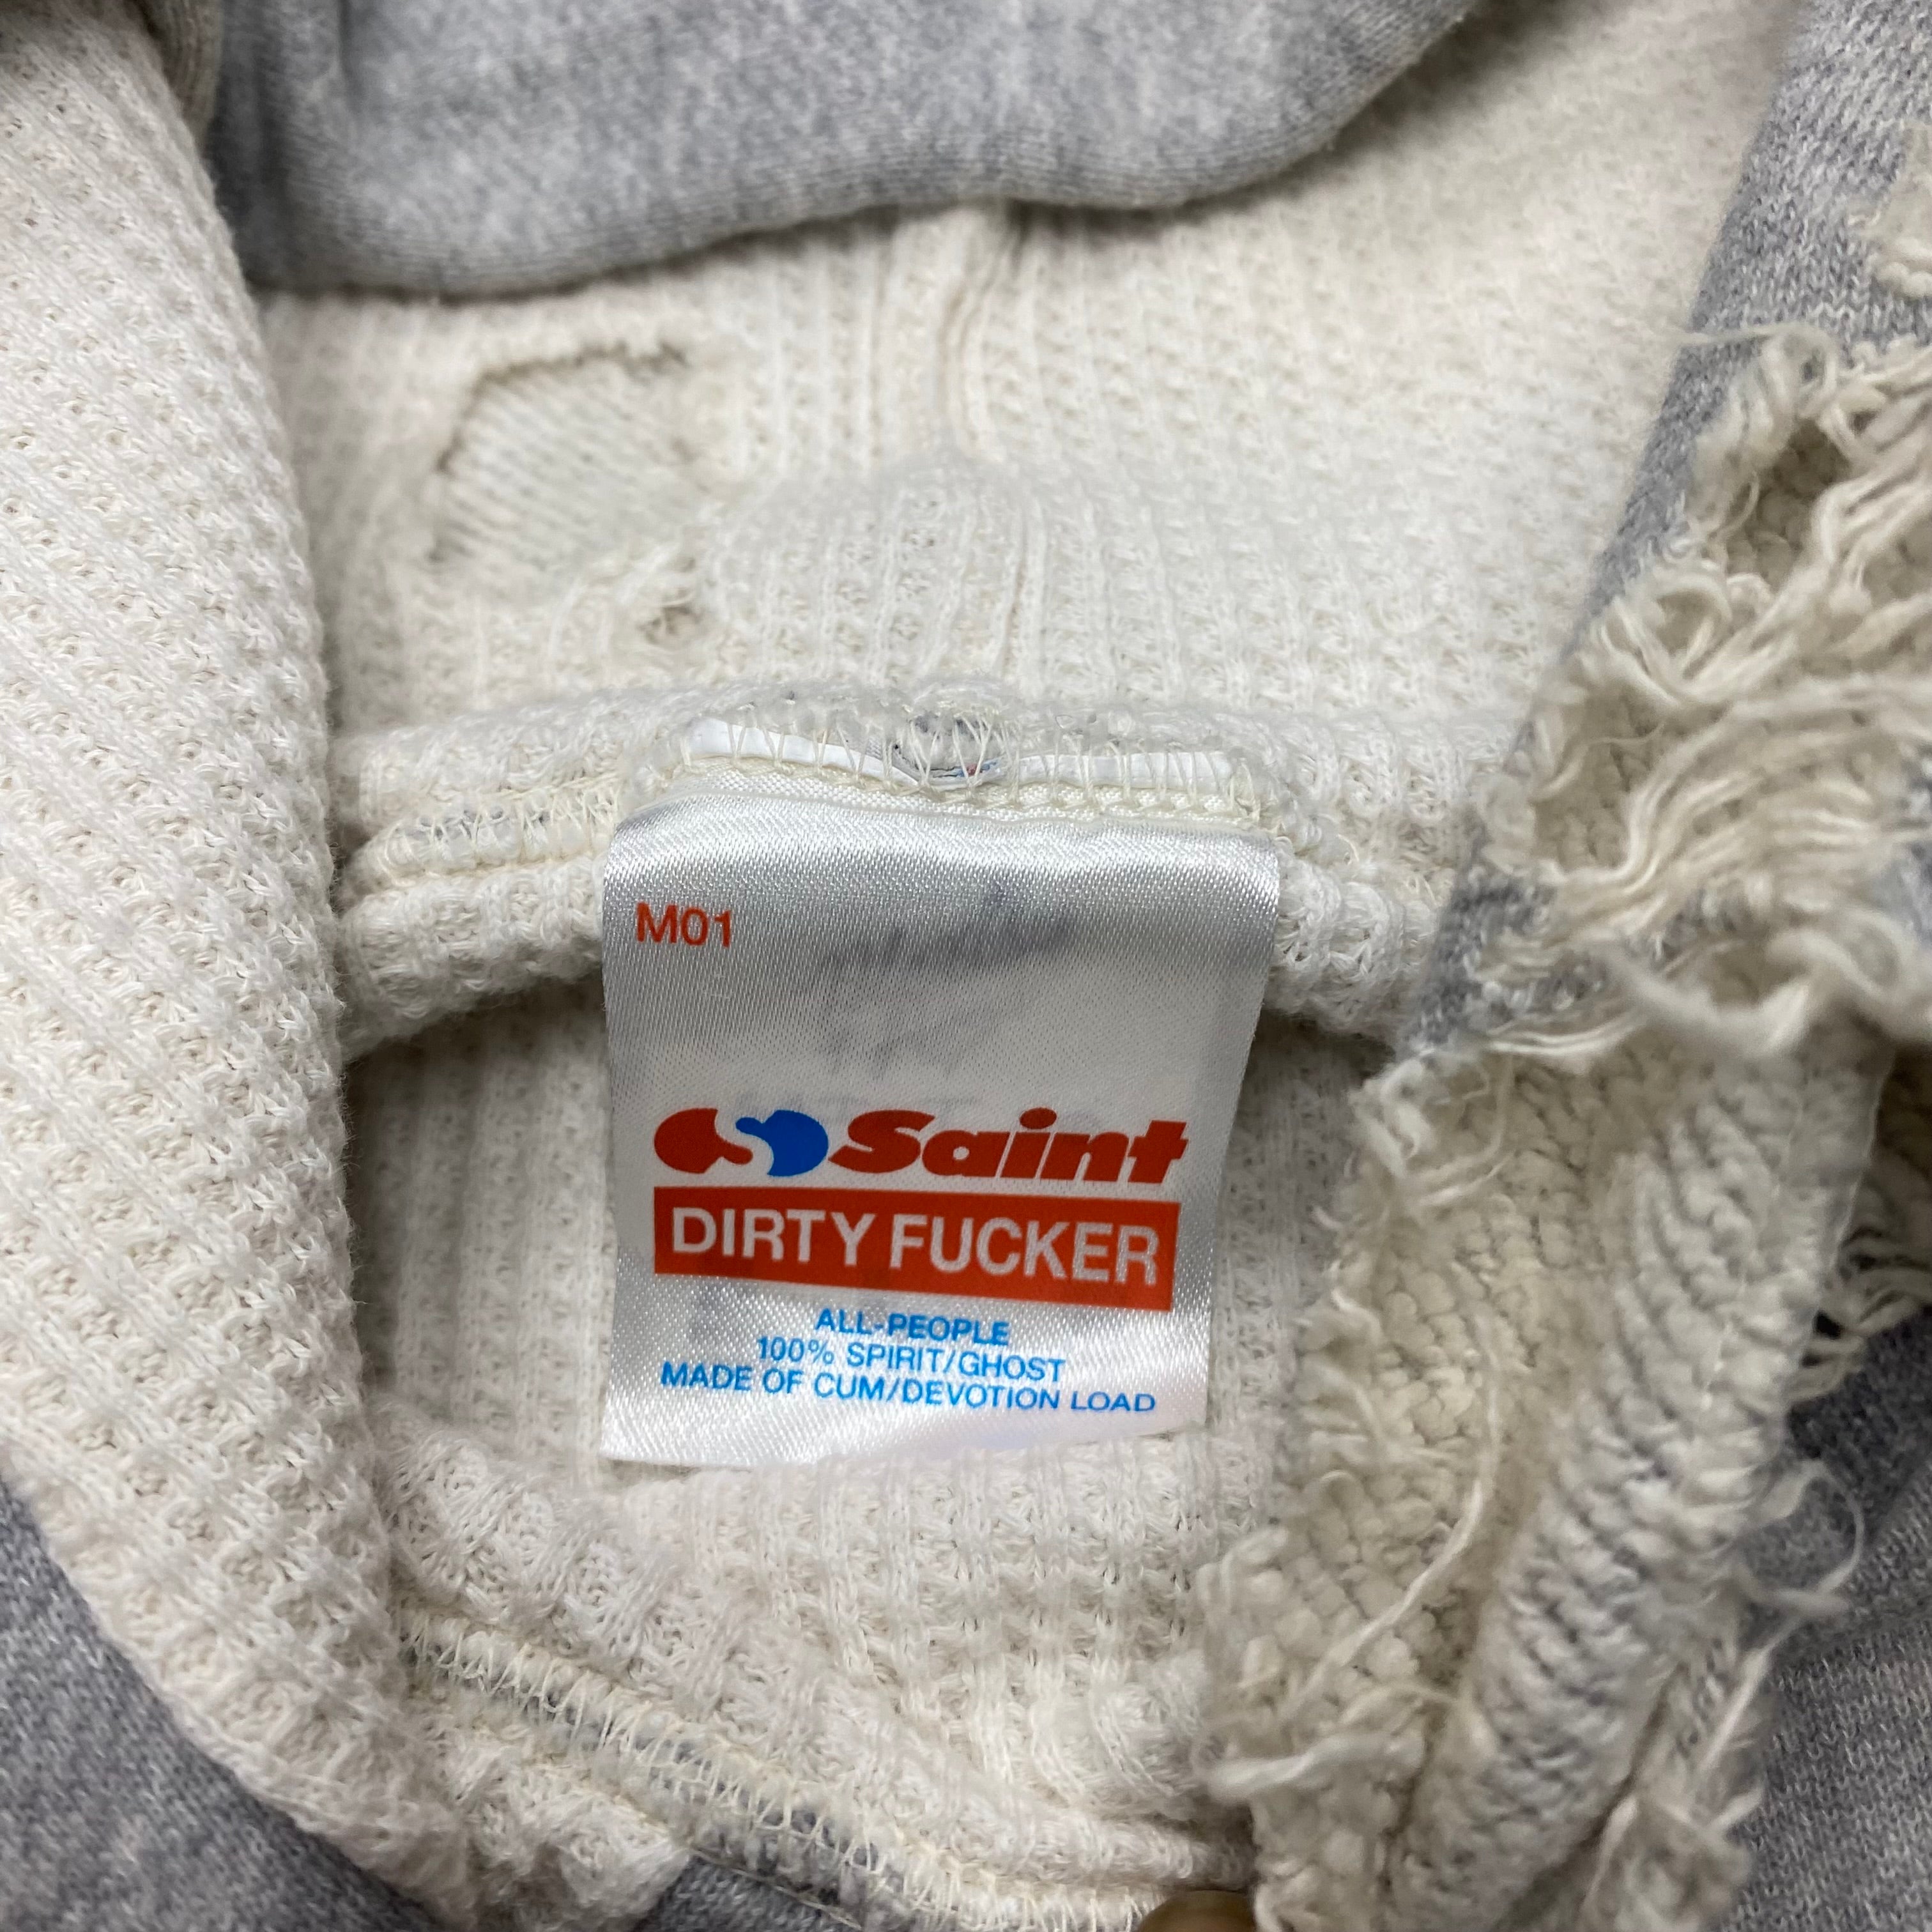 M01
Saint
DIRTY FUCKER
ALL-PEOPLE
100% SPIRIT/GHOST
MADE OF CUM/DEVOTION LOAD